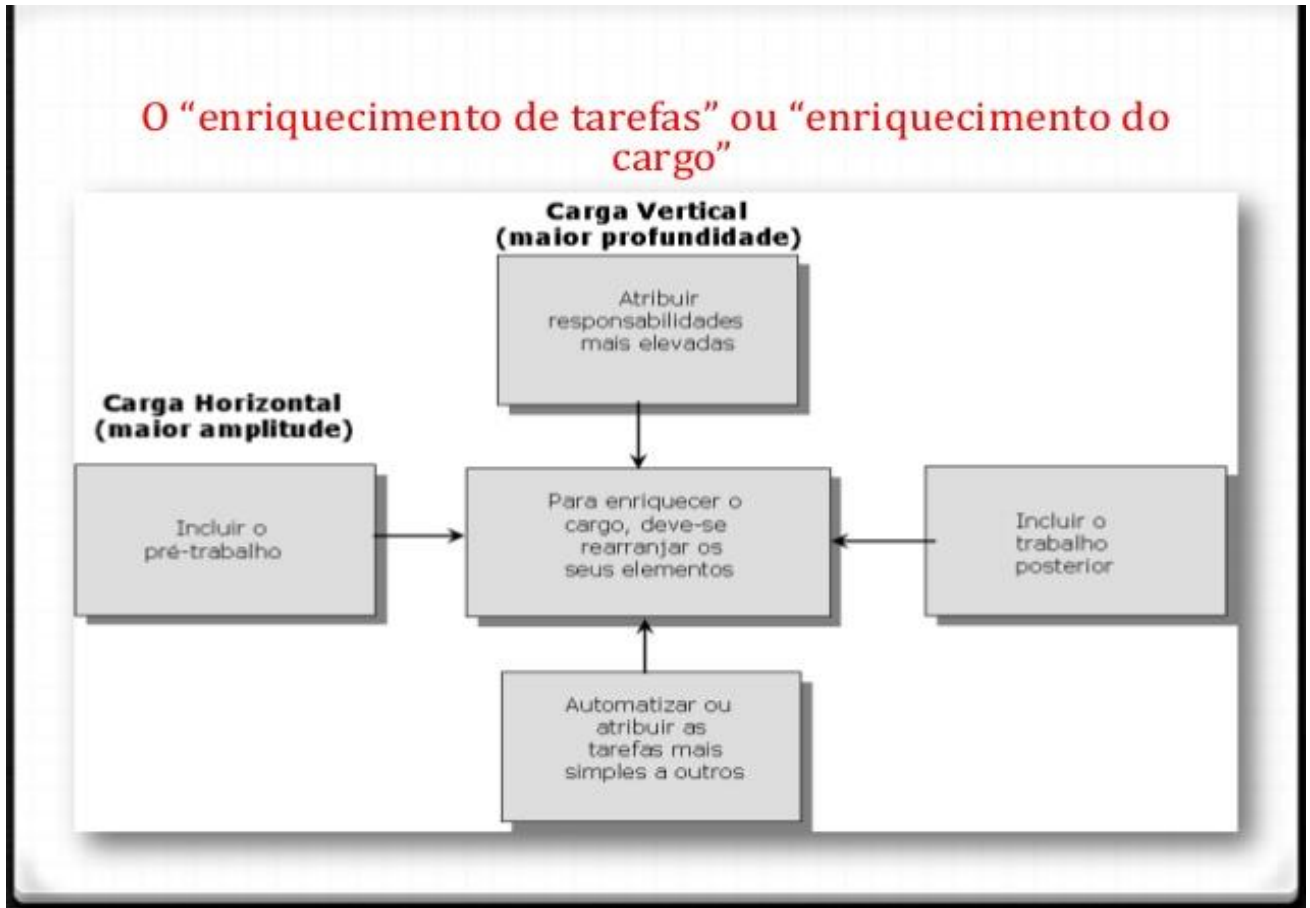 O “enriquecimento de tarefas” ou “enriquecimento do
cargo”
Carga Vertical
(maior profundidade)
Atribuir
responsabilidades
mais elevadas
Carga Horizontal
(maior amplitude)
Incluir o
pré-trabalho
Para enriquecer o
cargo, deve-se
rearranjar os
seus elementos
Incluir o
trabalho
posterior
Automatizar ou
atribuir as
tarefas mais
simples a outros